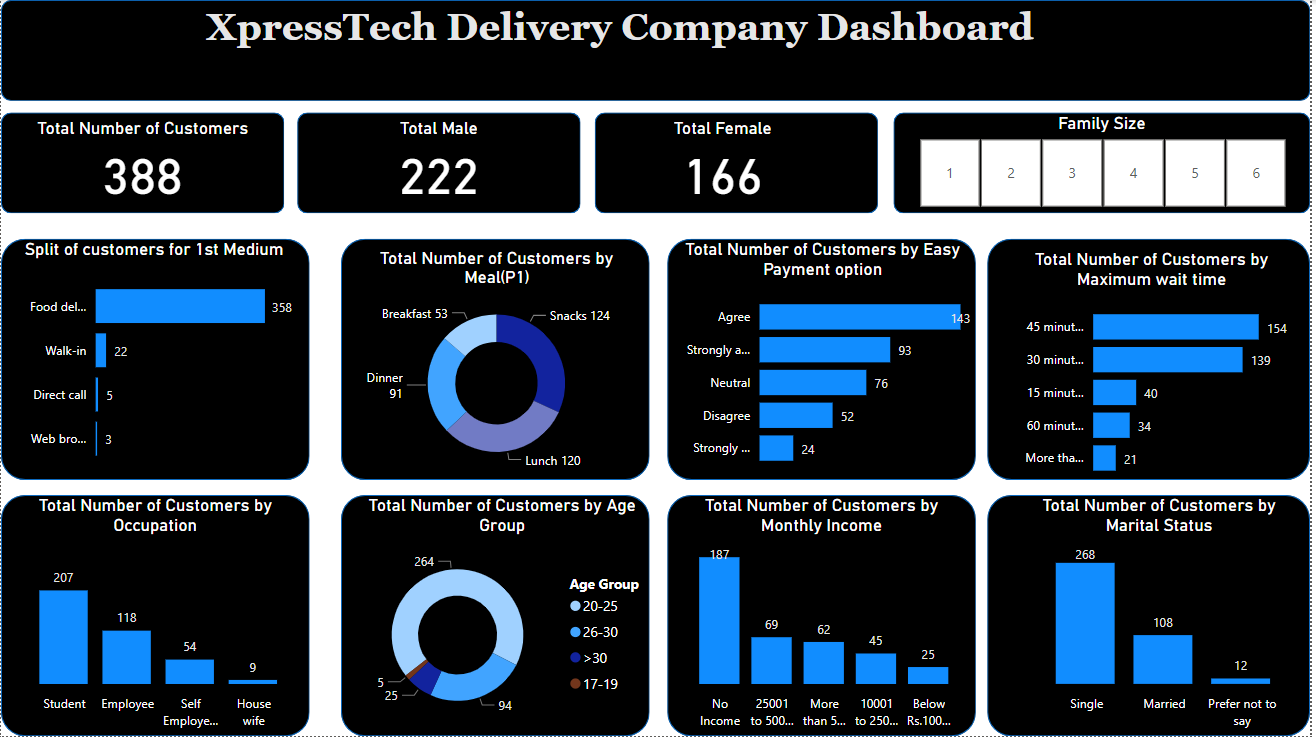 XpressTech Delivery Company Dashboard
Total Number of Customers
388
Total Male
222
Total Female
166
Family Size
1 2 3 4 5 6
Split of customers for 1st Medium
Food del... 358
Walk-in 22
Direct call 5
Web bro... 3
Total Number of Customers by
Meal(P1)
Breakfast 53
Snacks 124
Dinner
91
Lunch 120
Total Number of Customers by Easy
Payment option
Agree 143
Strongly a... 93
Neutral 76
Disagree 52
Strongly ... 24
Total Number of Customers by
Maximum wait time
45 minut... 154
30 minut... 139
15 minut... 40
60 minut... 34
More tha... 21
Total Number of Customers by
Occupation
207
118
54
9
Student Employee Self House
Employe... wife
Total Number of Customers by Age
Group
264
5
25
94
Age Group
20-25
26-30
>30
17-19
Total Number of Customers by
Monthly Income
187
69
62
45
25
No 25001 More 10001 Below
Income to 500... than 5... to 250... Rs.100...
Total Number of Customers by
Marital Status
268
108
12
Single Married Prefer not to
say